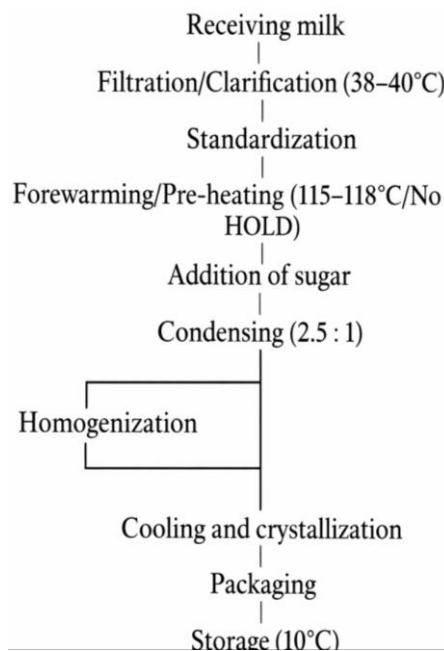 Receiving milk
Filtration/Clarification (38–40°C)
Standardization
Forewarming/Pre-heating (115–118°C/No
HOLD)
Addition of sugar
Condensing (2.5 : 1)
Homogenization
Cooling and crystallization
Packaging
Storage (10°C)